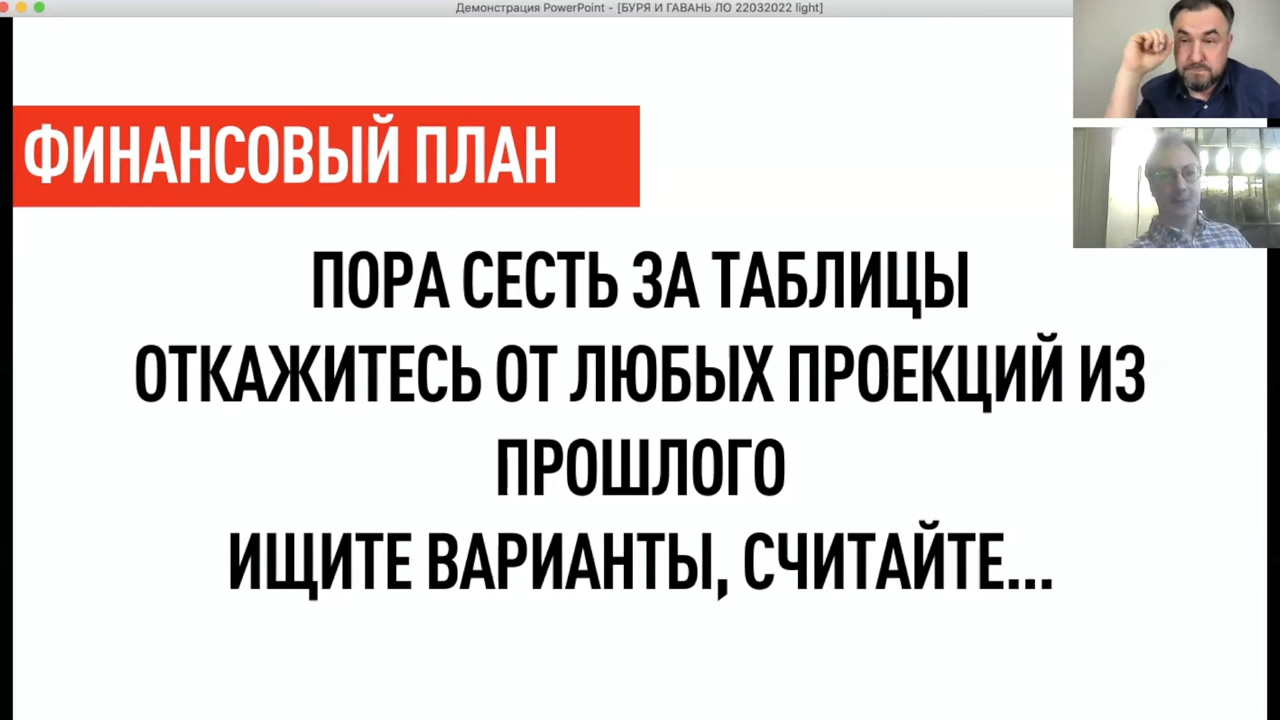 Демонстрация PowerPoint - [БУРЯ И ГАВАНЬ ЛО 22032022 light]
ФИНАНСОВЫЙ ПЛАН
ПОРА СЕСТЬ ЗА ТАБЛИЦЫ
ОТКАЖИТЕСЬ ОТ ЛЮБЫХ ПРОЕКЦИЙ ИЗ
ПРОШЛОГО
ИЩИТЕ ВАРИАНТЫ, СЧИТАЙТЕ...